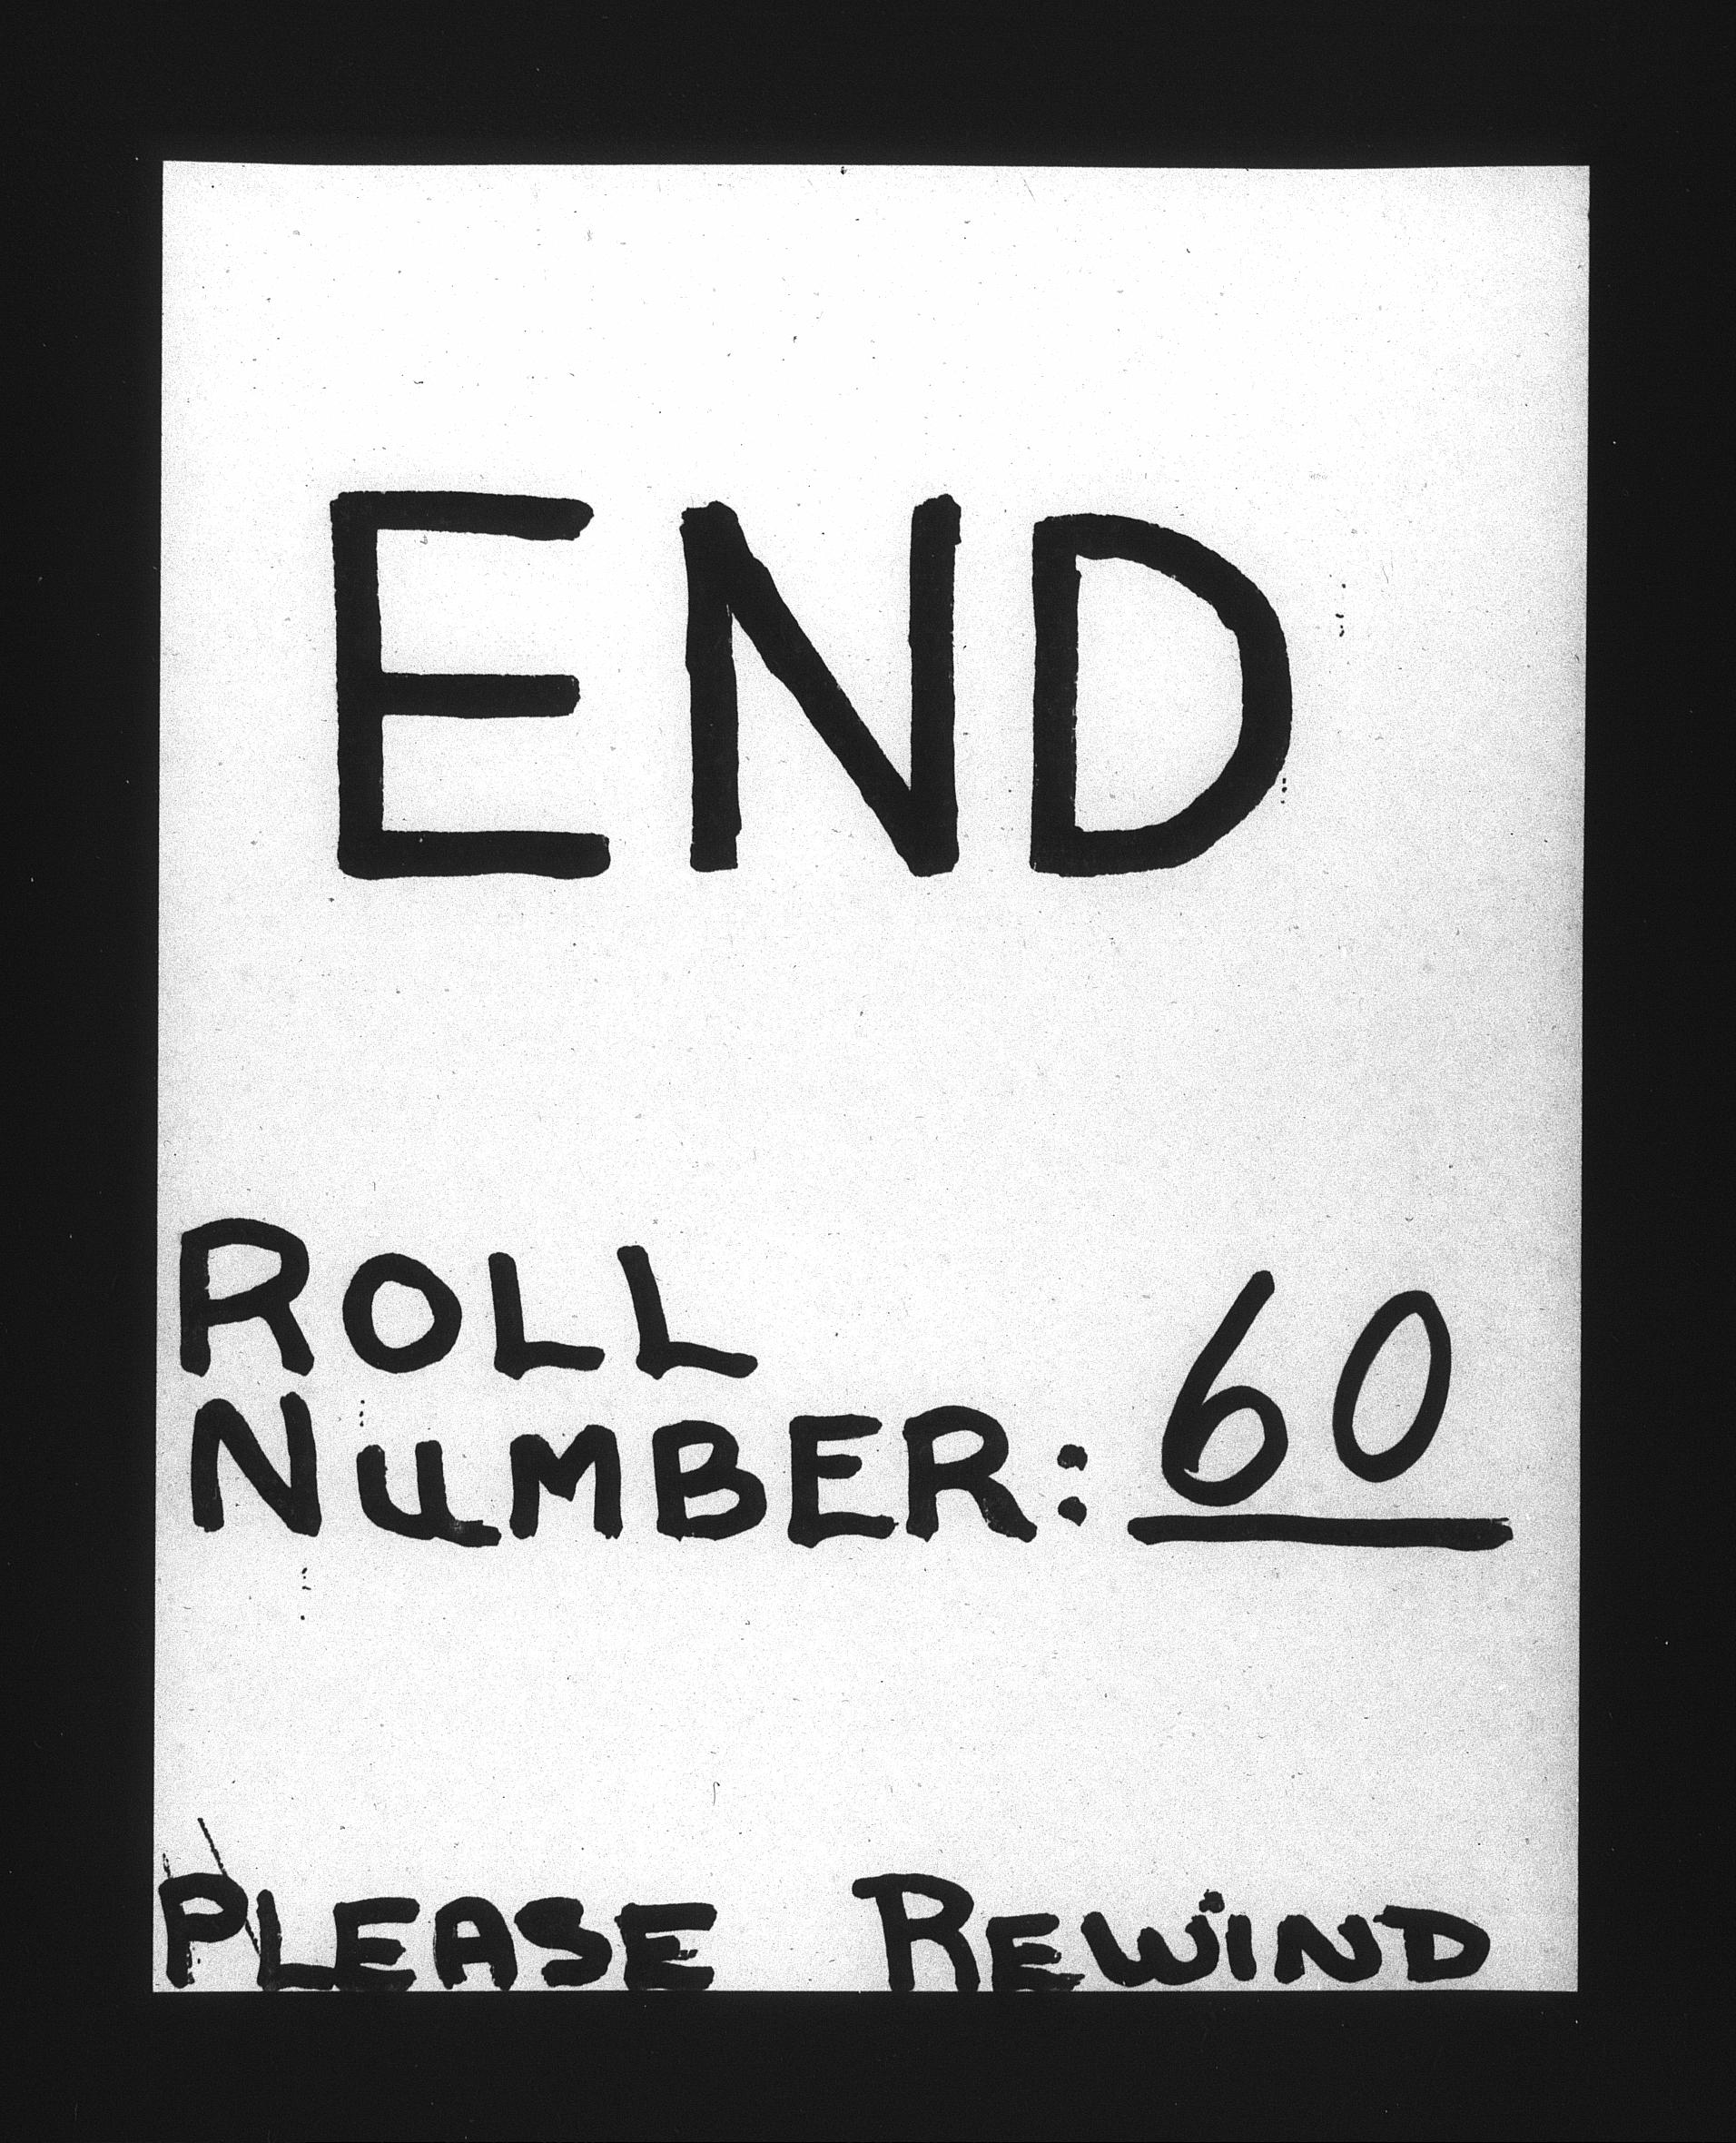 END
ROLL
NUMBER: 60
PLEASE REWIND